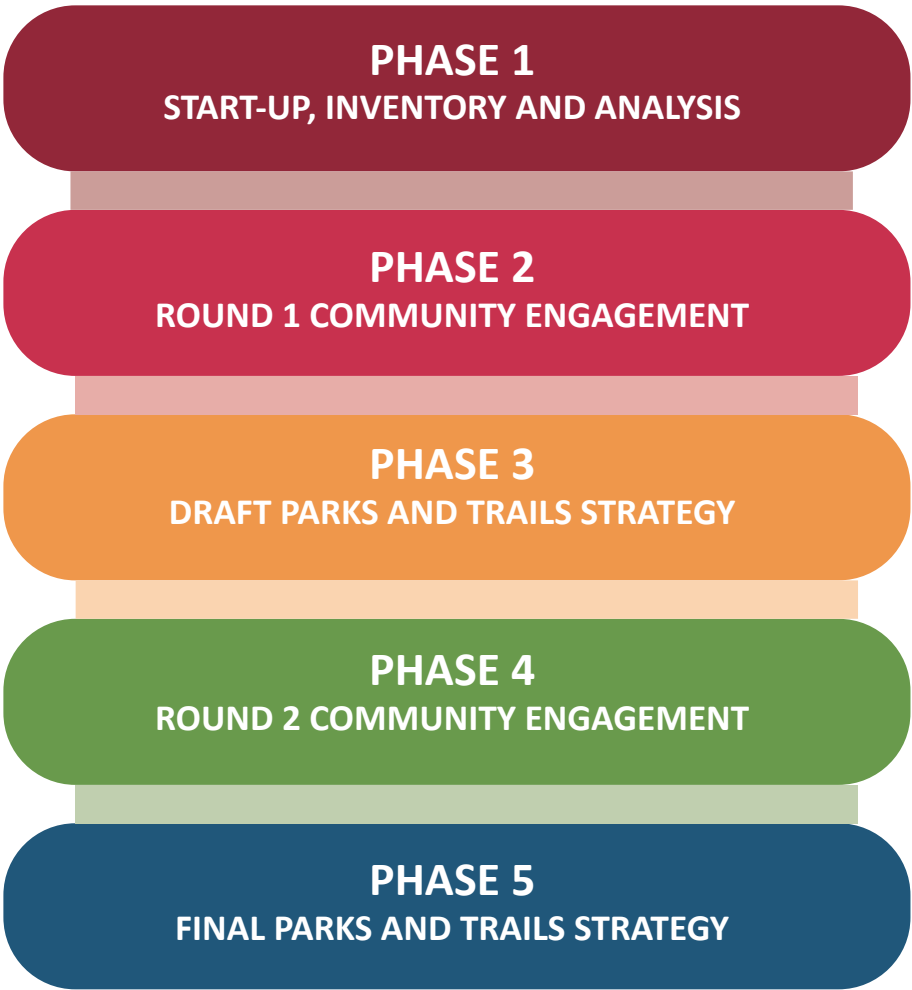 PHASE 1
START-UP, INVENTORY AND ANALYSIS
PHASE 2
ROUND 1 COMMUNITY ENGAGEMENT
PHASE 3
DRAFT PARKS AND TRAILS STRATEGY
PHASE 4
ROUND 2 COMMUNITY ENGAGEMENT
PHASE 5
FINAL PARKS AND TRAILS STRATEGY